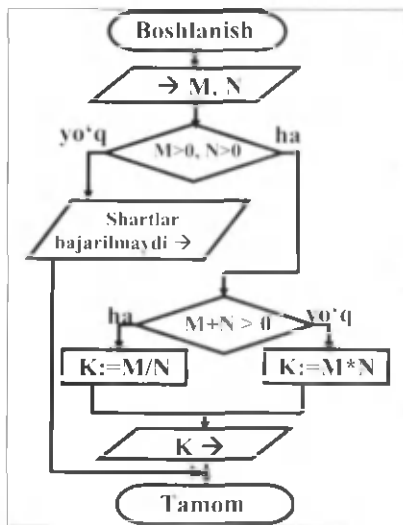 Boshlanish
→ M, N
yo‘q
ha
M>0, N>0
Shartlar
bajarilmaydi →
ha
yo‘q
M+N > 0
K:=M/N
K:=M*N
K →
Tamom